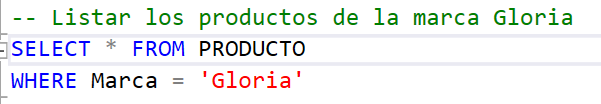 -- Listar los productos de la marca Gloria
SELECT * FROM PRODUCTO
WHERE Marca = 'Gloria'